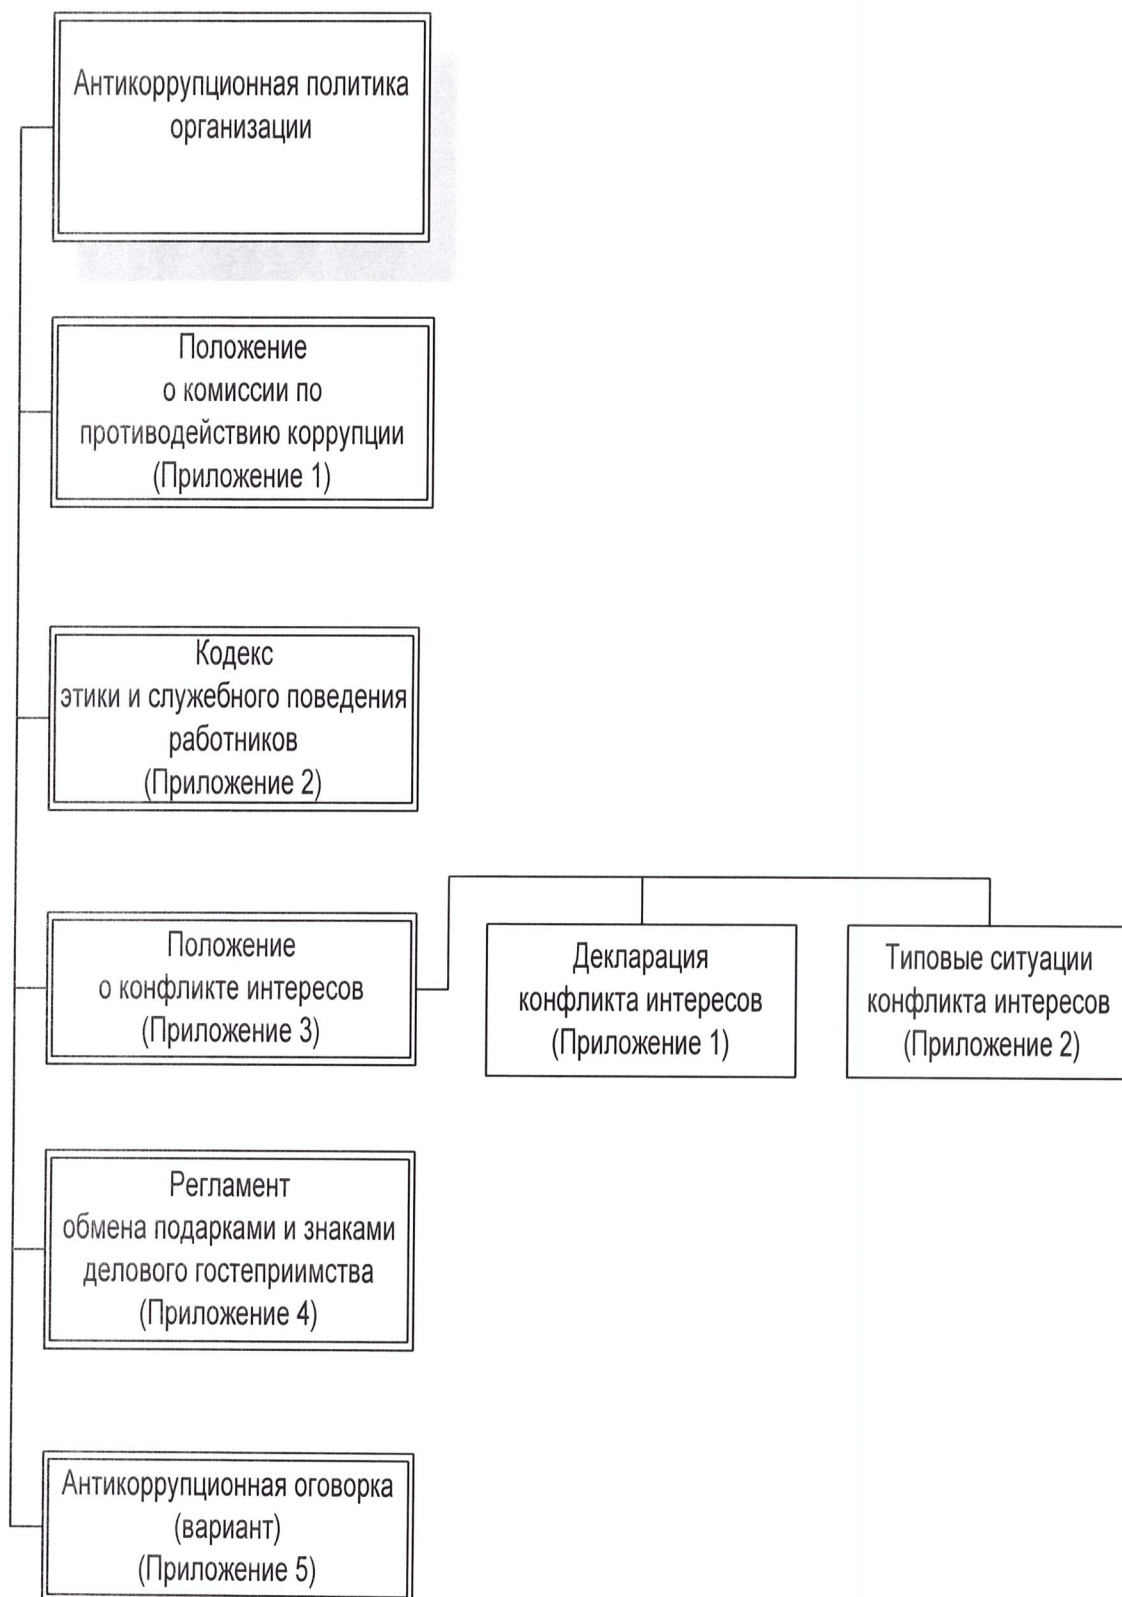 Антикоррупционная политика
организации
Положение
о комиссии по
противодействию коррупции
(Приложение 1)
Кодекс
этики и служебного поведения
работников
(Приложение 2)
Положение
о конфликте интересов
(Приложение 3)
Декларация
конфликта интересов
(Приложение 1)
Типовые ситуации
конфликта интересов
(Приложение 2)
Регламент
обмена подарками и знаками
делового гостеприимства
(Приложение 4)
Антикоррупционная оговорка
(вариант)
(Приложение 5)